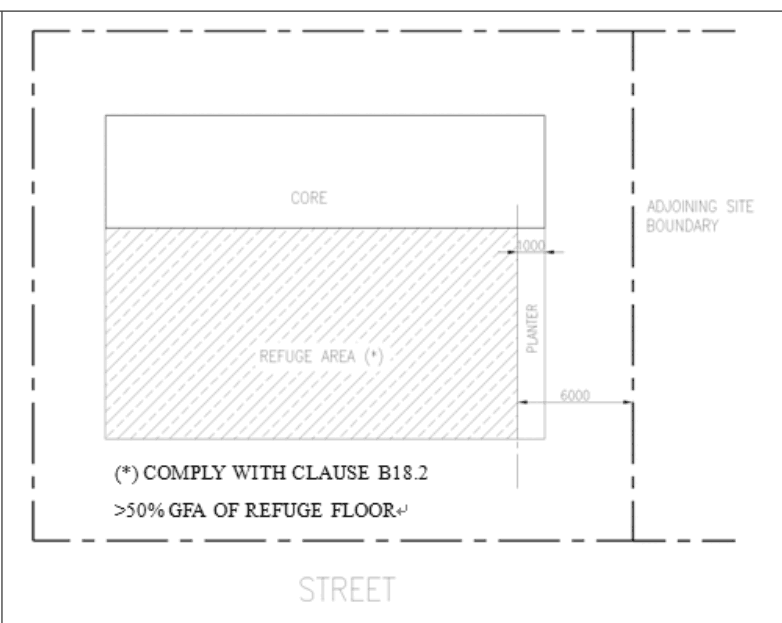 CORE
ADJOINING SITE
BOUNDARY
1000
PLANTER
REFUGE AREA (*)
6000
(*) COMPLY WITH CLAUSE B18.2
>50% GFA OF REFUGE FLOOR↵
STREET